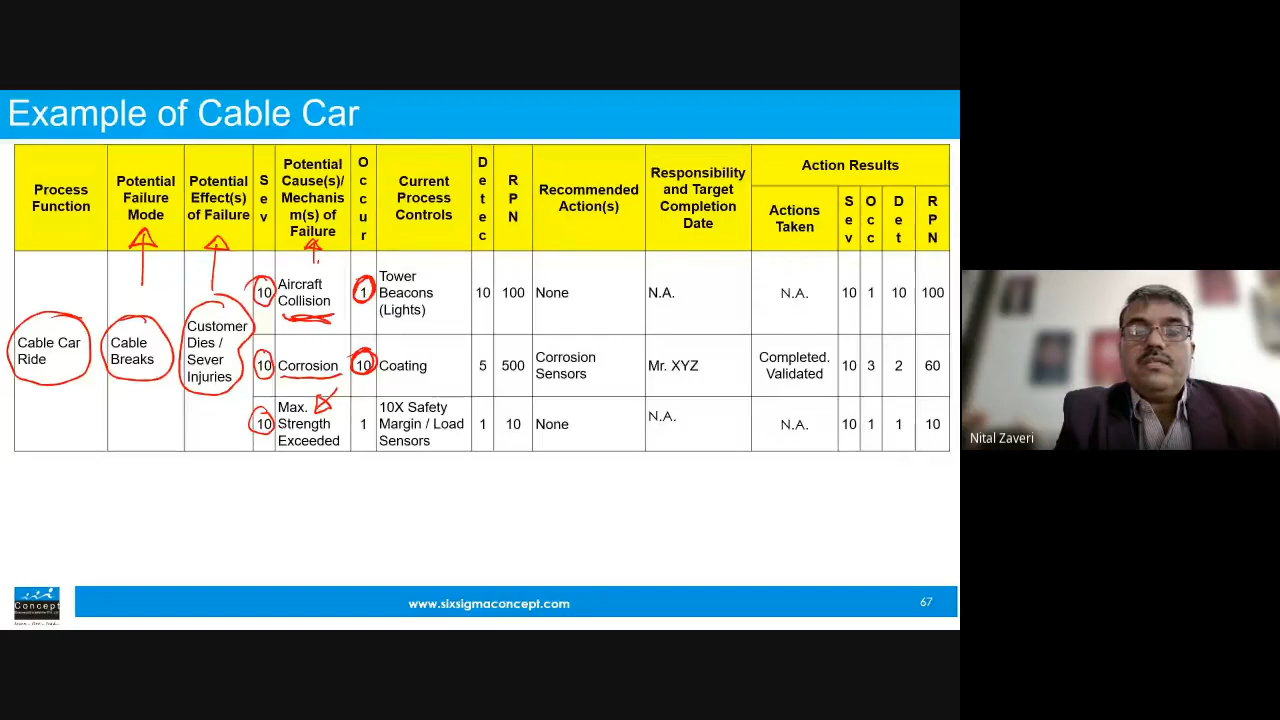 Example of Cable Car
Process
Function
Potential
Failure
Mode
Potential
Effect(s)
of Failure
S
e
v
Potential
Cause(s)/
Mechanis
m(s) of
Failure
O
c
c
u
r
Current
Process
Controls
D
e
t
e
c
R
P
N
Recommended
Action(s)
Responsibility
and Target
Completion
Date
Action Results
Actions
Taken
S
e
v
O
c
c
D
e
t
R
P
N
Cable Car
Ride
Cable
Breaks
Customer
Dies /
Sever
Injuries
10
Aircraft
Collision
1
Tower
Beacons
(Lights)
10
100
None
N.A.
N.A.
10
1
10
100
10
Corrosion
10
Coating
5
500
Corrosion
Sensors
Mr. XYZ
Completed.
Validated
10
3
2
60
10
Max.
Strength
Exceeded
1
10X Safety
Margin / Load
Sensors
1
10
None
N.A.
N.A.
10
1
1
10
Nital Zaveri
Concept
www.sixsigmaconcept.com
67